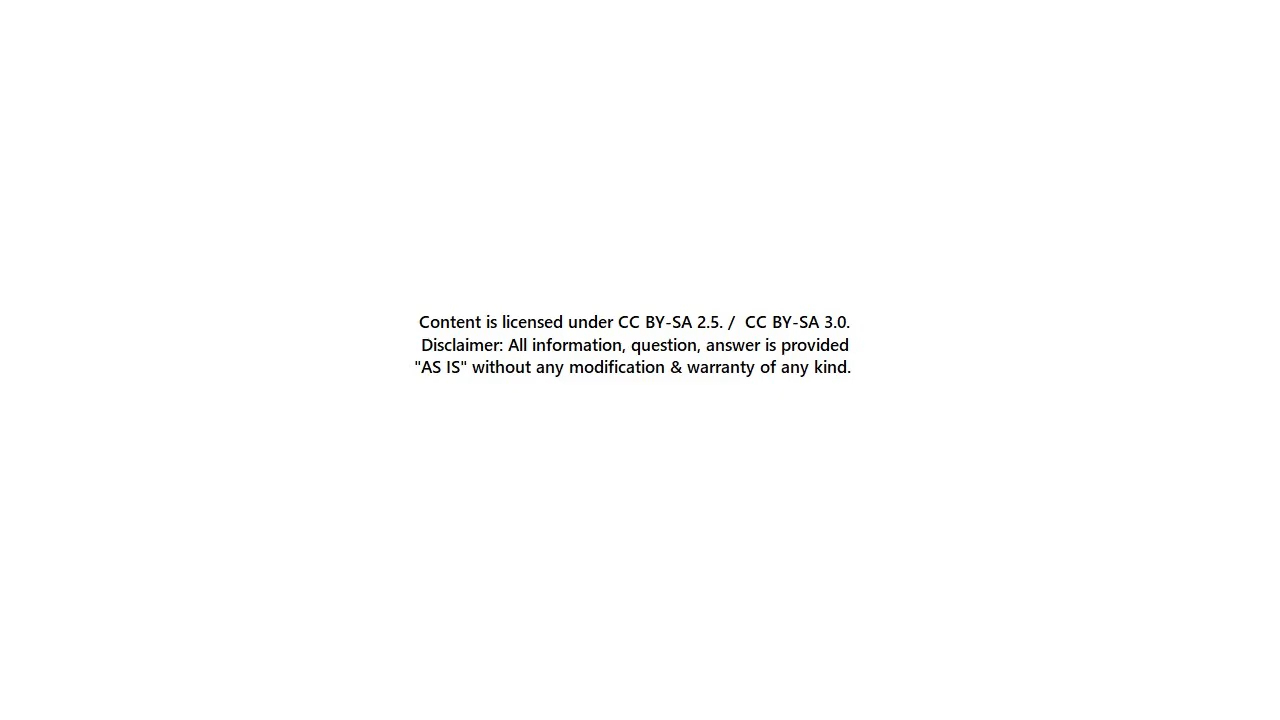 Content is licensed under CC BY-SA 2.5. /  CC BY-SA 3.0.
Disclaimer: All information, question, answer is provided
"AS IS" without any modification & warranty of any kind.